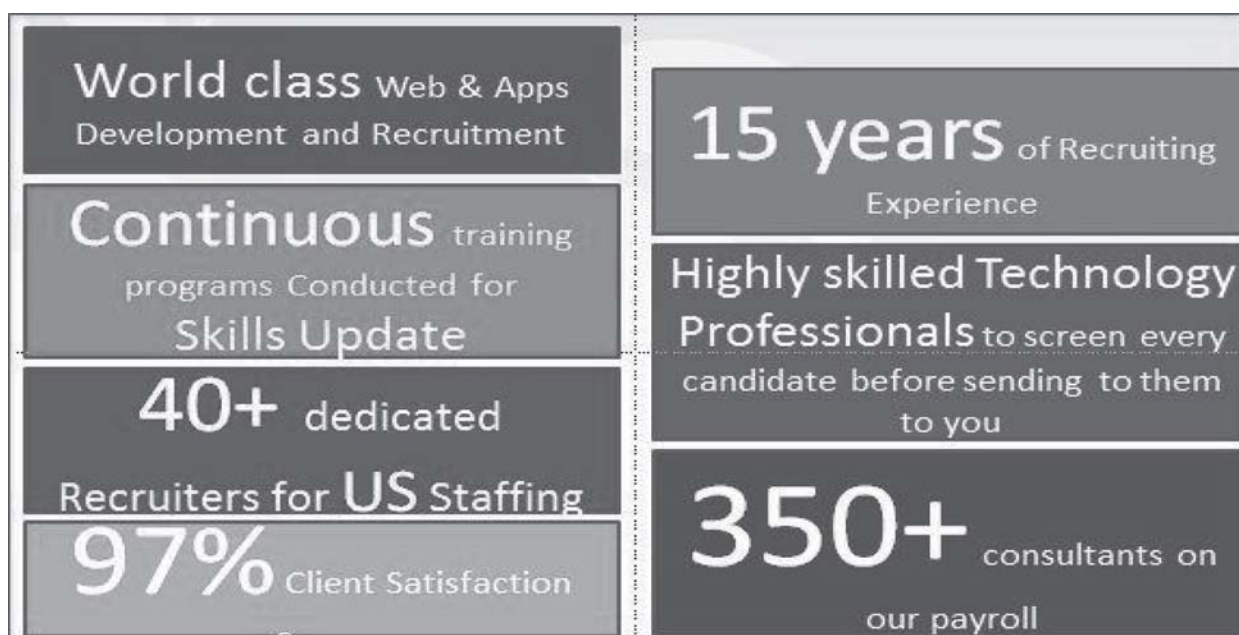 World class Web & Apps
Development and Recruitment
Continuous training
programs Conducted for
Skills Update
40+ dedicated
Recruiters for US Staffing
97% Client Satisfaction
15 years of Recruiting
Experience
Highly skilled Technology
Professionals to screen every
candidate before sending to them
to you
350+ consultants on
our payroll